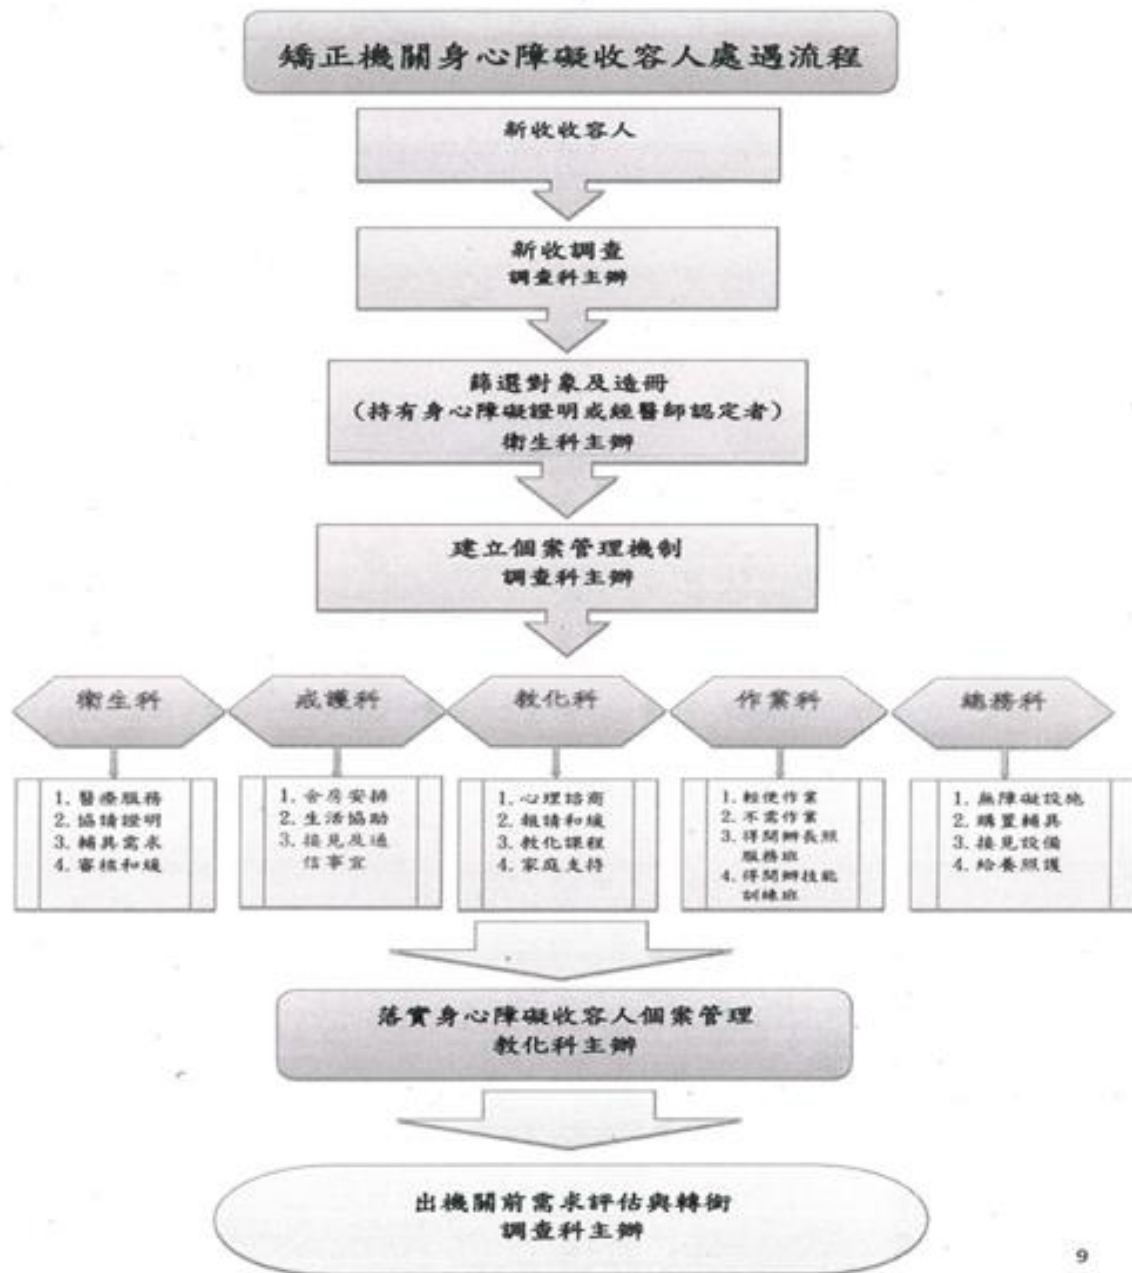 矯正機關身心障礙收容人處遇流程
新收收容人
新收調查
調查科主辦
篩選對象及造冊
（持有身心障礙證明或經醫師認定者）
衛生科主辦
建立個案管理機制
調查科主辦
衛生科
戒護科
教化科
作業科
總務科
1. 醫療服務
2. 協請證明
3. 輔具需求
4. 審核和緩
1. 舍房安排
2. 生活協助
3. 接見及通
信事宜
1. 心理諮商
2. 報請和緩
3. 教化課程
4. 家庭支持
1. 輕便作業
2. 不需作業
3. 得開辦長照
服務班
4. 得開辦技能
訓練班
1. 無障礙設施
2. 購置輔具
3. 接見設備
4. 給養照護
落實身心障礙收容人個案管理
教化科主辦
出機關前需求評估與轉銜
調查科主辦
9